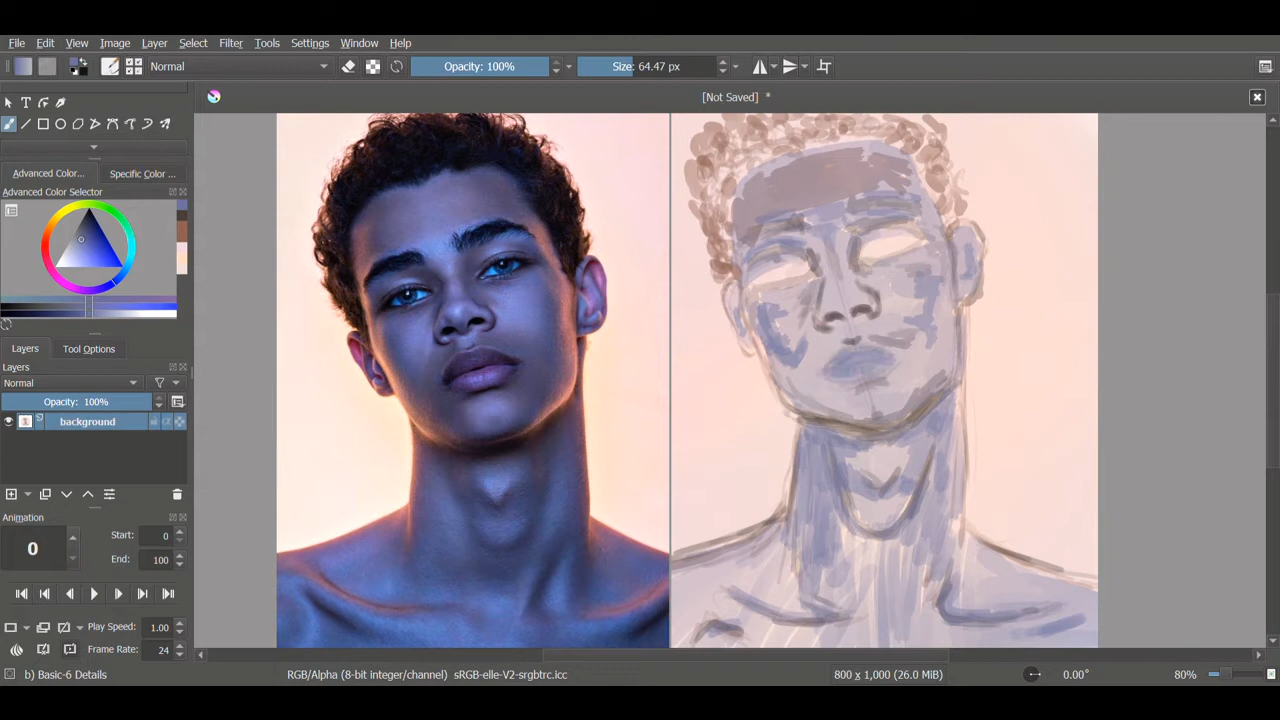 File Edit View Image Layer Select Filter Tools Settings Window Help
Normal Opacity: 100% Size: 64.47 px
[Not Saved] *
Advanced Color... Specific Color ...
Advanced Color Selector
Layers Tool Options
Layers
Normal
Opacity: 100%
background
Animation
0 Start: 0
End: 100
Play Speed: 1.00
Frame Rate: 24
b) Basic-6 Details RGB/Alpha (8-bit integer/channel) sRGB-elle-V2-srgbtrc.icc 800 x 1,000 (26.0 MiB) 0.00° 80%